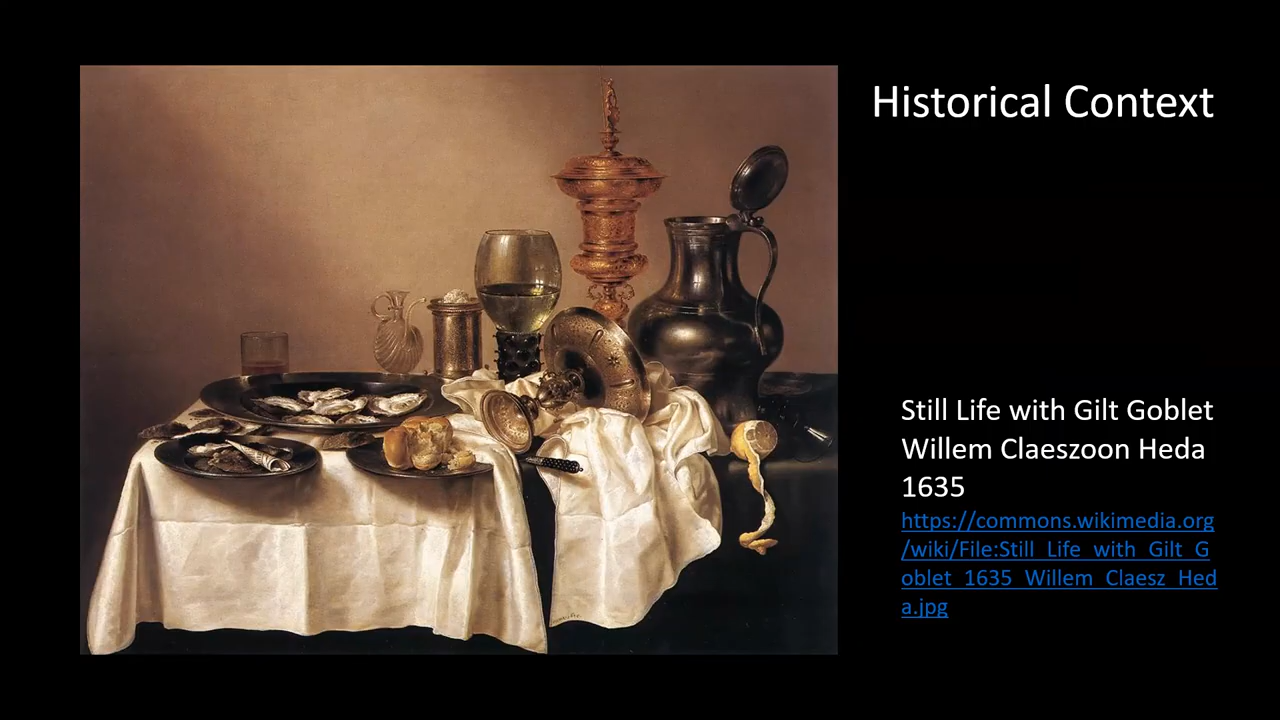 Historical Context
Still Life with Gilt Goblet
Willem Claeszoon Heda
1635
https://commons.wikimedia.org
/wiki/File:Still_Life_with_Gilt_G
oblet_1635_Willem_Claesz_Hed
a.jpg